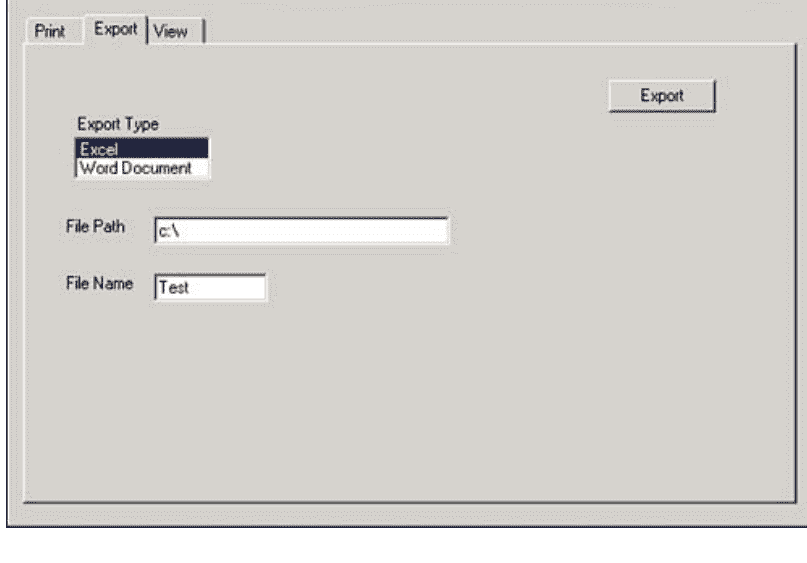 Print Export View
Export
Export Type
Excel
Word Document
File Path c:\
File Name Test